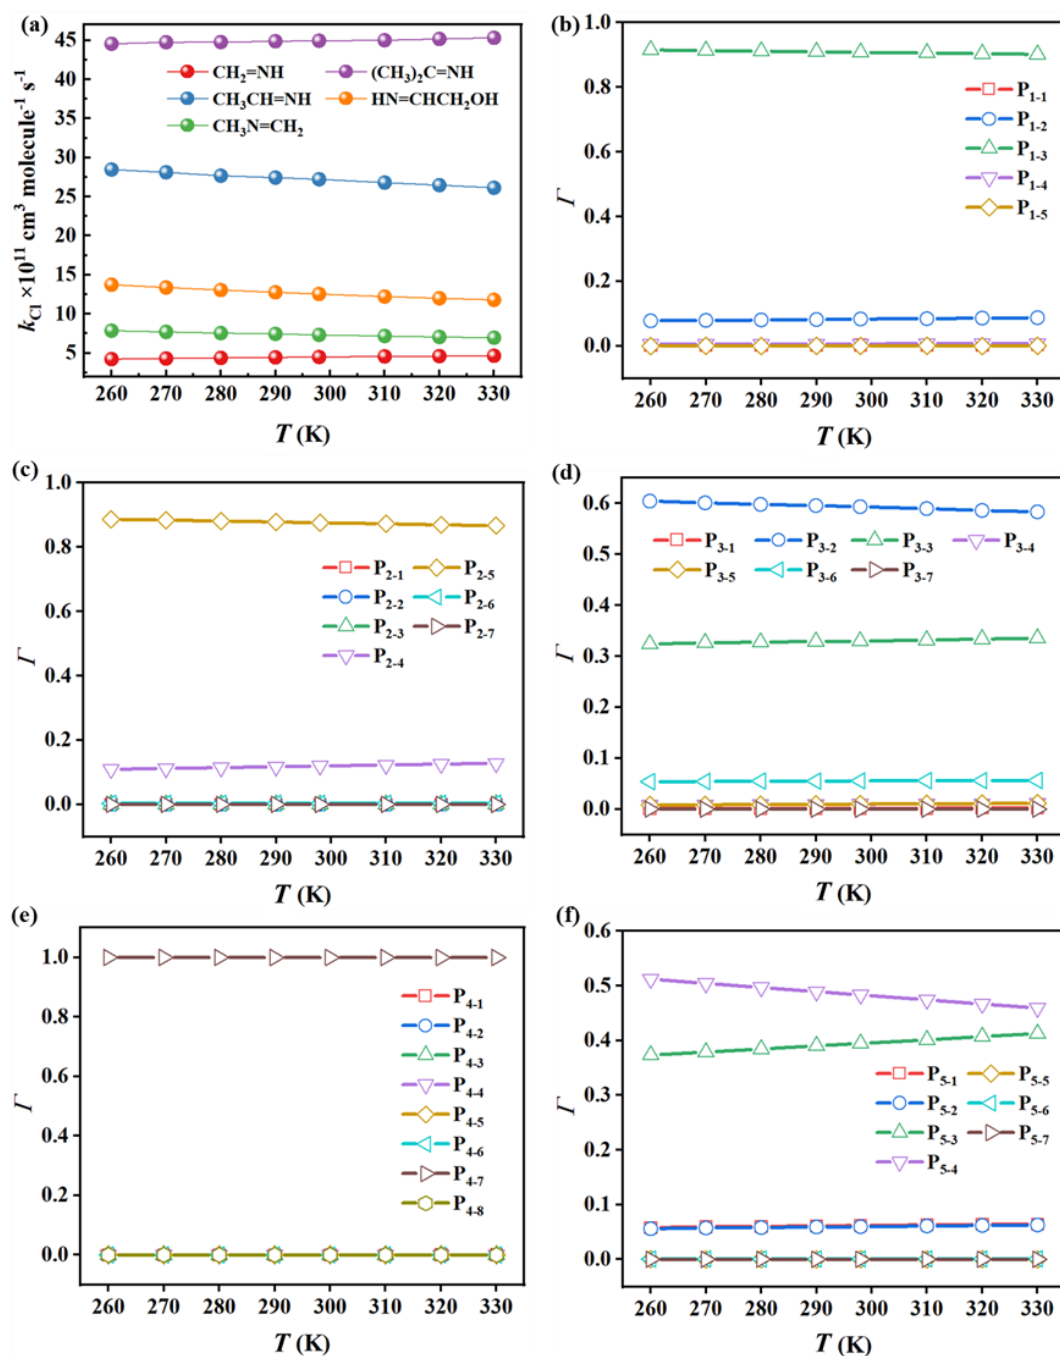 (a)
45
40
35
30
25
20
15
10
5
k_Cl ×10^11 cm^3 molecule^-1 s^-1
CH2=NH
(CH3)2C=NH
CH3CH=NH
HN=CHCH2OH
CH3N=CH2
260 270 280 290 300 310 320 330
T (K)
(b)
1.0
0.8
0.6
0.4
0.2
0.0
Γ
P1-1
P1-2
P1-3
P1-4
P1-5
260 270 280 290 300 310 320 330
T (K)
(c)
1.0
0.8
0.6
0.4
0.2
0.0
Γ
P2-1 P2-5
P2-2 P2-6
P2-3 P2-7
P2-4
260 270 280 290 300 310 320 330
T (K)
(d)
0.6
0.5
0.4
0.3
0.2
0.1
0.0
Γ
P3-1 P3-2 P3-3 P3-4
P3-5 P3-6 P3-7
260 270 280 290 300 310 320 330
T (K)
(e)
1.0
0.8
0.6
0.4
0.2
0.0
Γ
P4-1
P4-2
P4-3
P4-4
P4-5
P4-6
P4-7
P4-8
260 270 280 290 300 310 320 330
T (K)
(f)
0.6
0.5
0.4
0.3
0.2
0.1
0.0
Γ
P5-1 P5-5
P5-2 P5-6
P5-3 P5-7
P5-4
260 270 280 290 300 310 320 330
T (K)